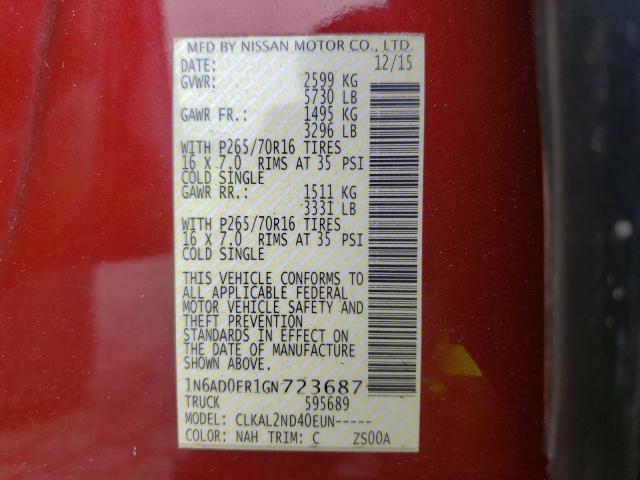 MFD BY NISSAN MOTOR CO., LTD.
DATE: 12/15
GVWR: 2599 KG
5730 LB
GAWR FR.: 1495 KG
3296 LB
WITH P265/70R16 TIRES
16 X 7.0 RIMS AT 35 PSI
COLD SINGLE
GAWR RR.: 1511 KG
3331 LB
WITH P265/70R16 TIRES
16 X 7.0 RIMS AT 35 PSI
COLD SINGLE
THIS VEHICLE CONFORMS TO
ALL APPLICABLE FEDERAL
MOTOR VEHICLE SAFETY AND
THEFT PREVENTION
STANDARDS IN EFFECT ON
THE DATE OF MANUFACTURE
SHOWN ABOVE.
1N6AD0ER1GN723687
TRUCK 595689
MODEL: CLKAL2ND40EUN-----
COLOR: NAH TRIM: C ZS00A